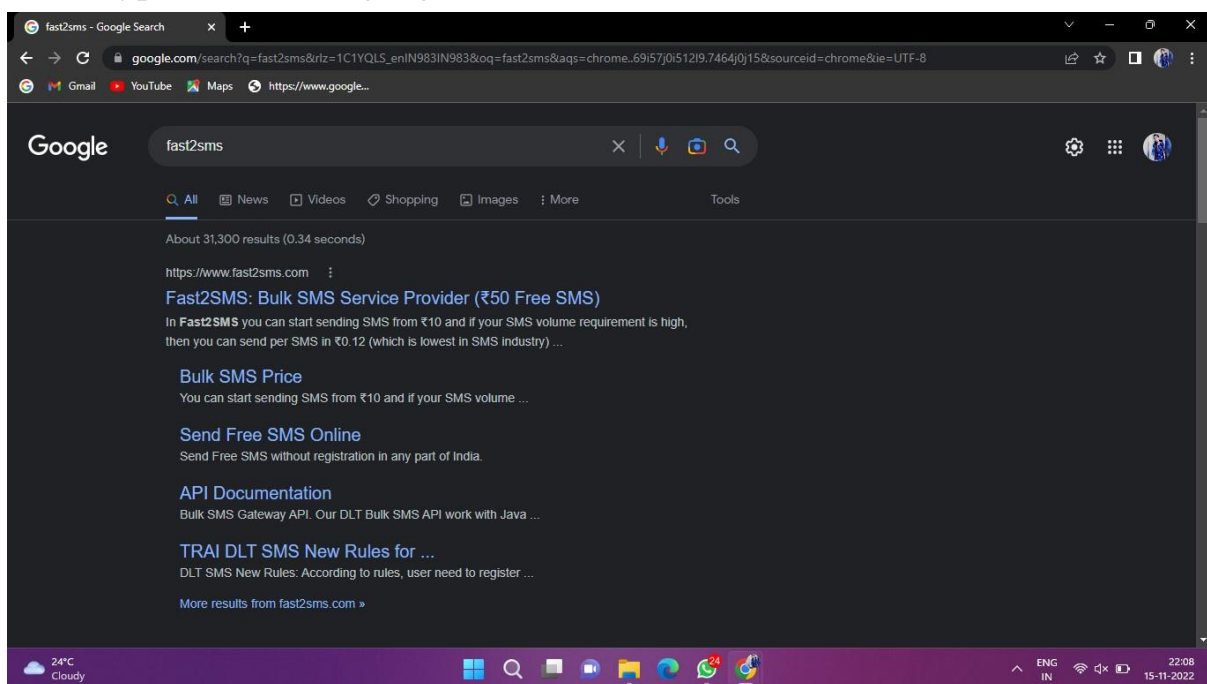 fast2sms - Google Search
google.com/search?q=fast2sms&rlz=1C1YQLS_enIN983IN983&oq=fast2sms&aqs=chrome..69i57j0i512l9.7464j0j15&sourceid=chrome&ie=UTF-8
Gmail YouTube Maps https://www.google...
Google fast2sms
All News Videos Shopping Images More Tools
About 31,300 results (0.34 seconds)
https://www.fast2sms.com
Fast2SMS: Bulk SMS Service Provider (₹50 Free SMS)
In Fast2SMS you can start sending SMS from ₹10 and if your SMS volume requirement is high,
then you can send per SMS in ₹0.12 (which is lowest in SMS industry) ...
Bulk SMS Price
You can start sending SMS from ₹10 and if your SMS volume ...
Send Free SMS Online
Send Free SMS without registration in any part of India.
API Documentation
Bulk SMS Gateway API. Our DLT Bulk SMS API work with Java ...
TRAI DLT SMS New Rules for ...
DLT SMS New Rules: According to rules, user need to register ...
More results from fast2sms.com »
24°C
Cloudy
24
ENG
IN
22:08
15-11-2022